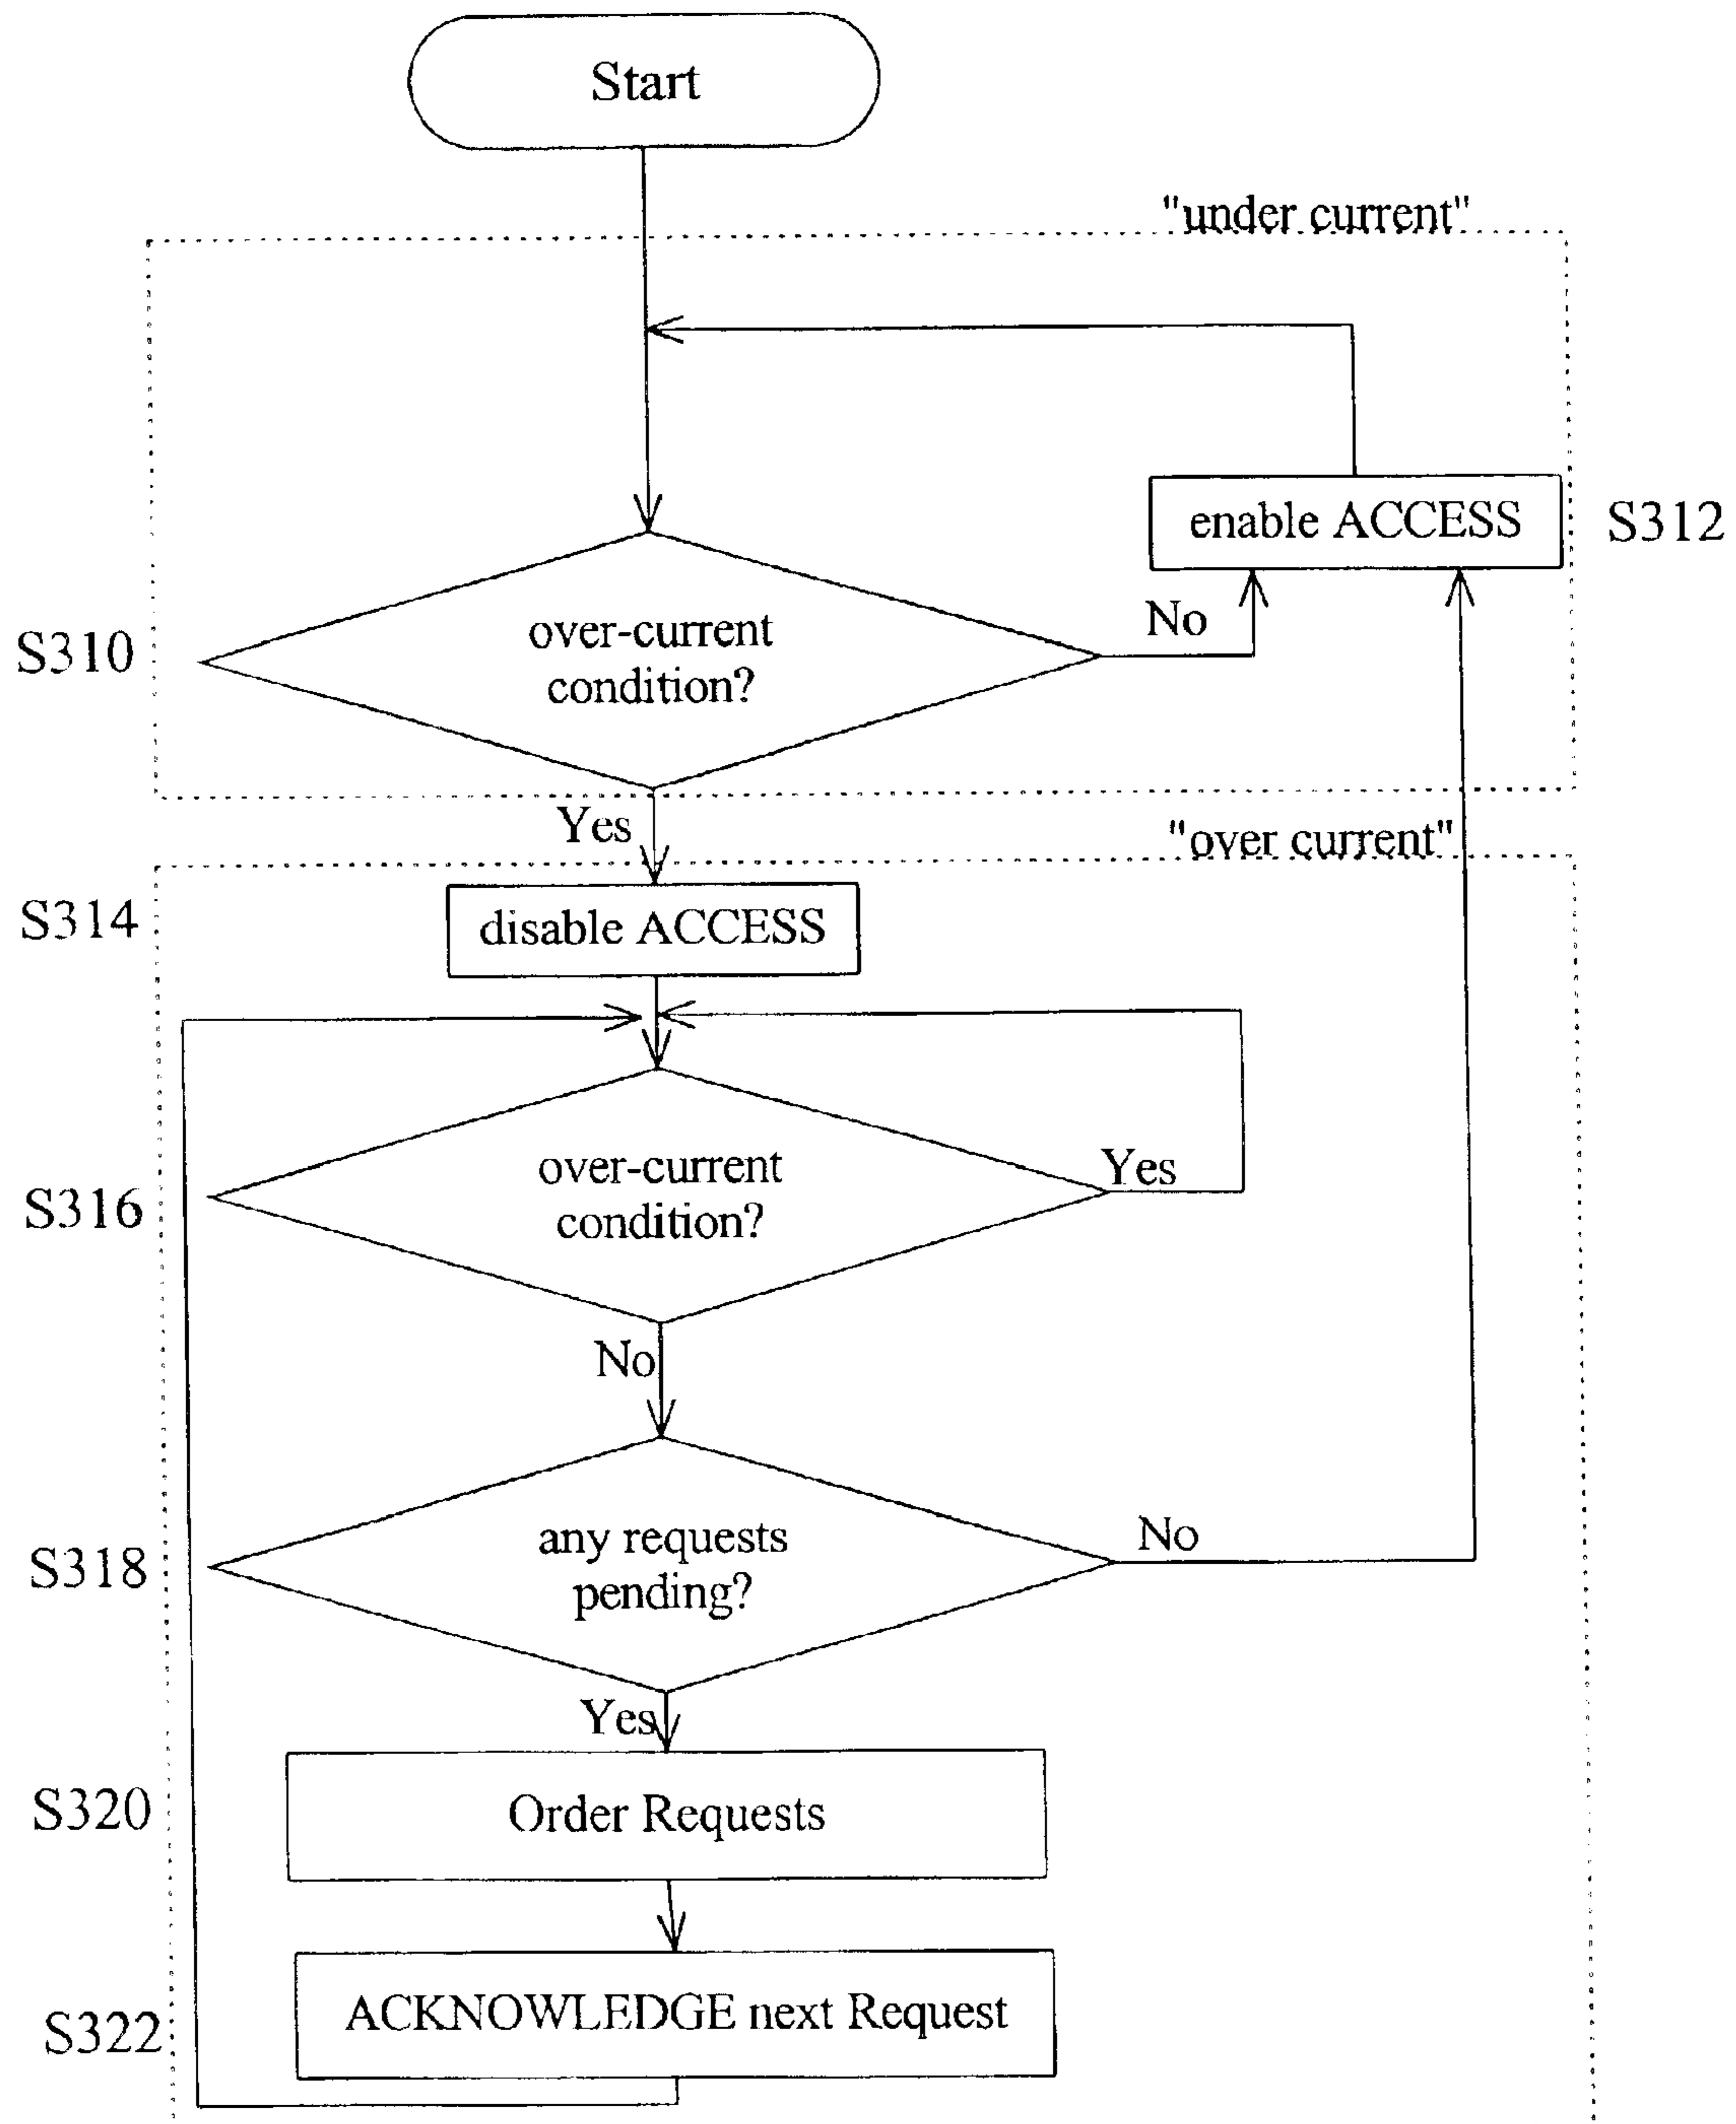 Start
"under current"
enable ACCESS
S312
No
S310
over-current
condition?
Yes
"over current"
S314
disable ACCESS
over-current
condition?
Yes
S316
No
any requests
pending?
No
S318
Yes
S320
Order Requests
ACKNOWLEDGE next Request
S322